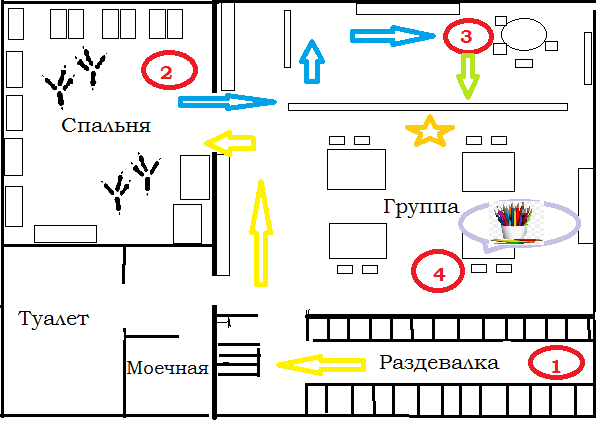 3
2
Спальня
Группа
4
Туалет
Моечная
Раздевалка
1